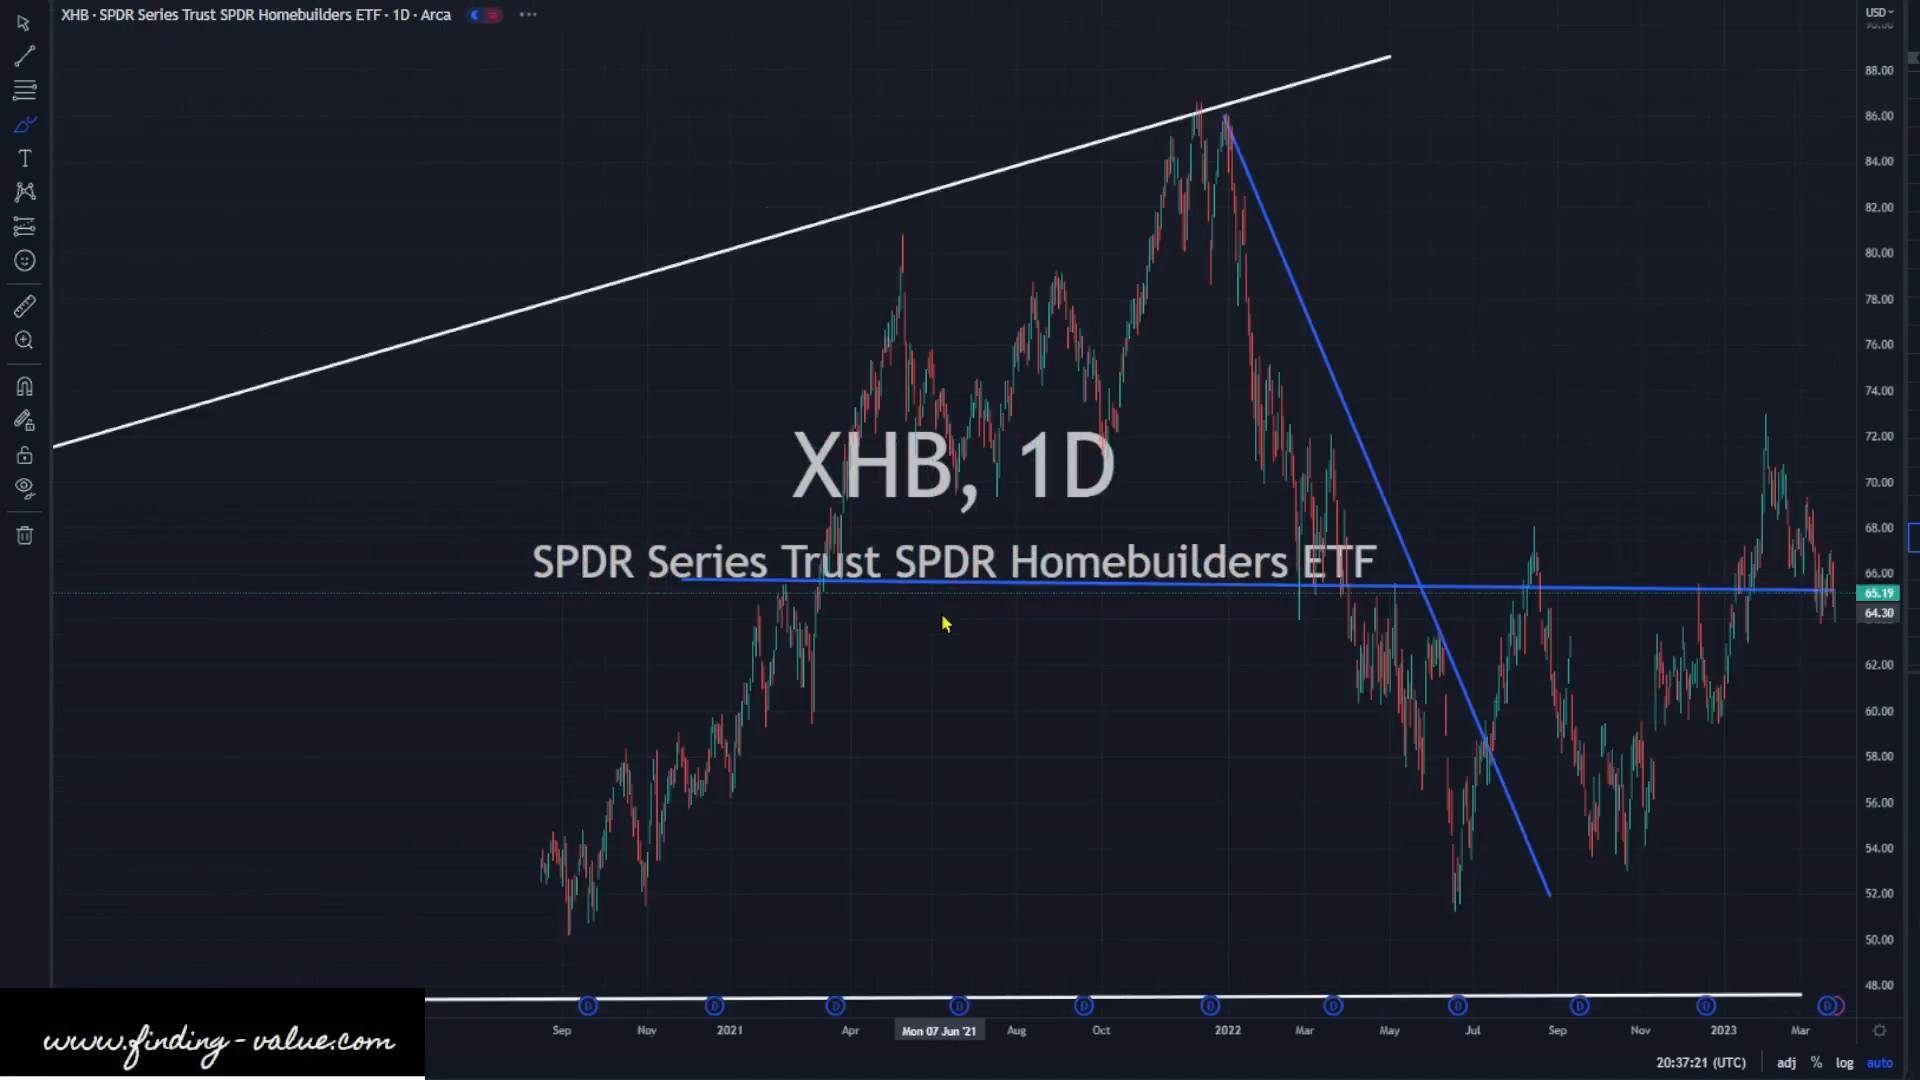 XHB · SPDR Series Trust SPDR Homebuilders ETF · 1D · Arca
USD
90.00
88.00
86.00
84.00
82.00
80.00
78.00
76.00
74.00
72.00
70.00
68.00
66.00
65.19
64.30
62.00
60.00
58.00
56.00
54.00
52.00
50.00
48.00
XHB, 1D
SPDR Series Trust SPDR Homebuilders ETF
D D D D D D D D D D D
Sep Nov 2021 Apr Mon 07 Jun '21 Aug Oct 2022 Mar May Jul Sep Nov 2023 Mar
www.finding-value.com
20:37:21 (UTC) adj % log auto